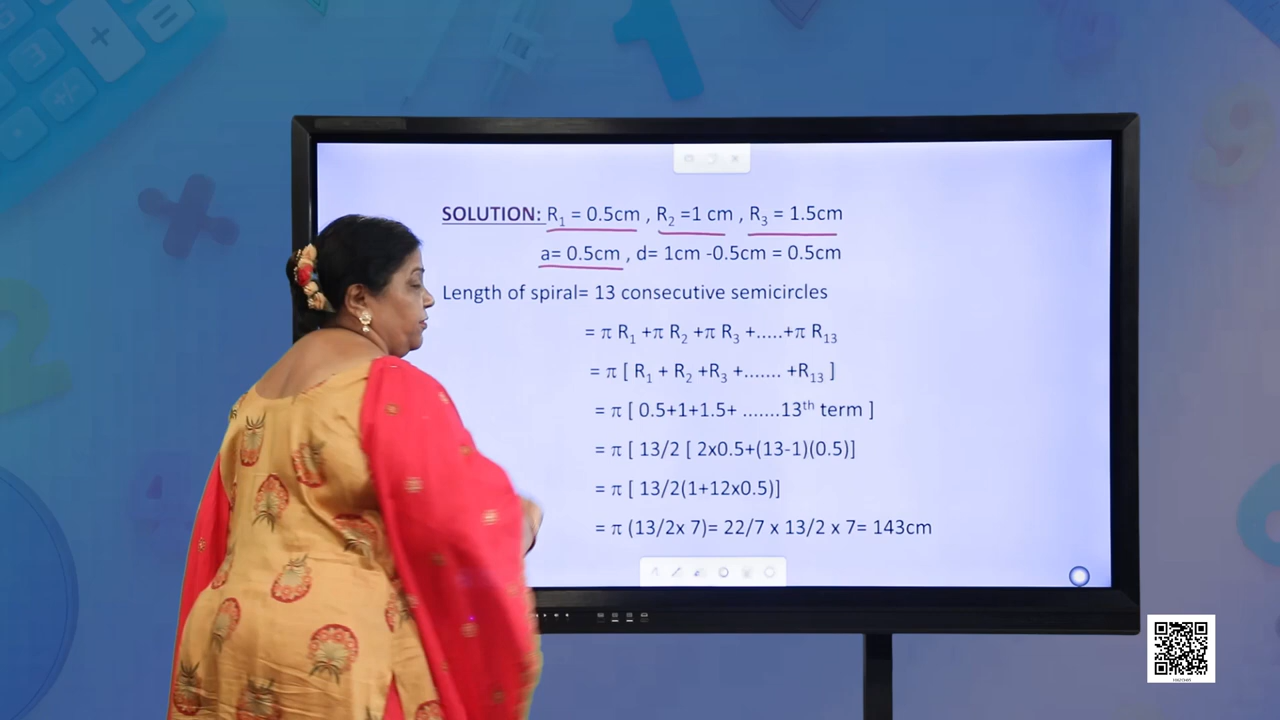 SOLUTION: R₁ = 0.5cm , R₂ =1 cm , R₃ = 1.5cm
a= 0.5cm , d= 1cm -0.5cm = 0.5cm
Length of spiral= 13 consecutive semicircles
= π R₁ +π R₂ +π R₃ +.....+π R₁₃
= π [ R₁ + R₂ +R₃ +....... +R₁₃ ]
= π [ 0.5+1+1.5+ .......13ᵗʰ term ]
= π [ 13/2 [ 2x0.5+(13-1)(0.5)]
= π [ 13/2(1+12x0.5)]
= π (13/2x 7)= 22/7 x 13/2 x 7= 143cm